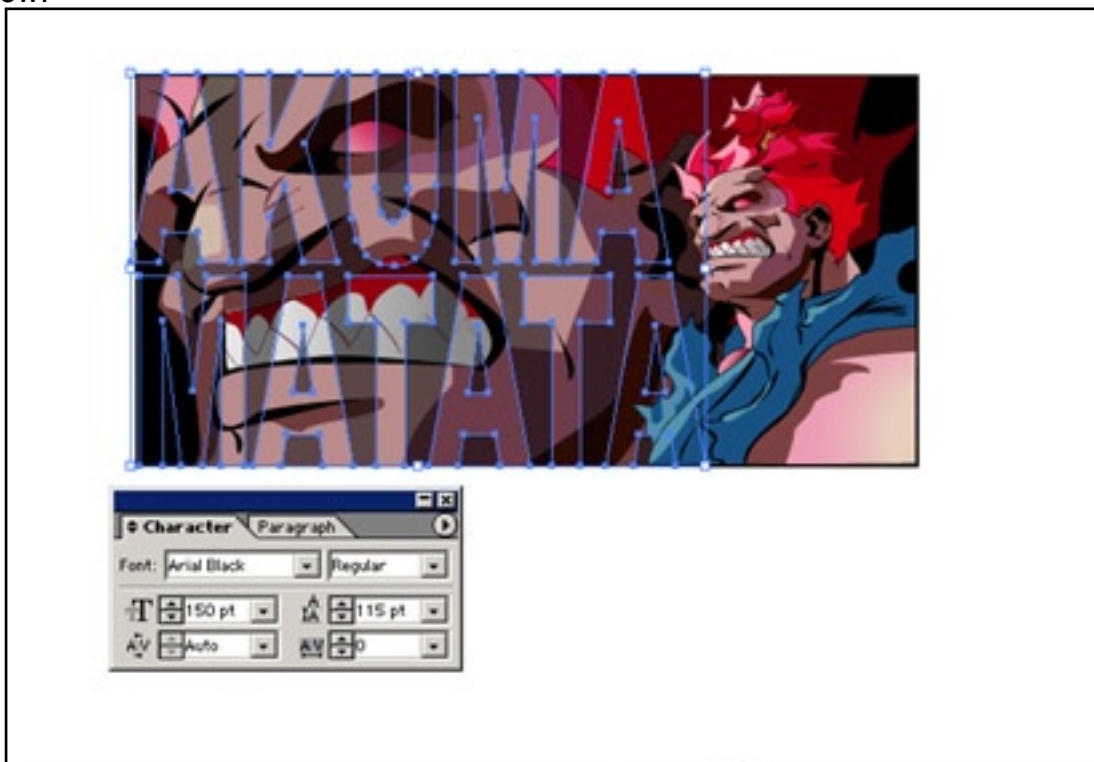 AKUMA
MATATA
Character Paragraph
Font: Arial Black Regular
150 pt 115 pt
Auto 0